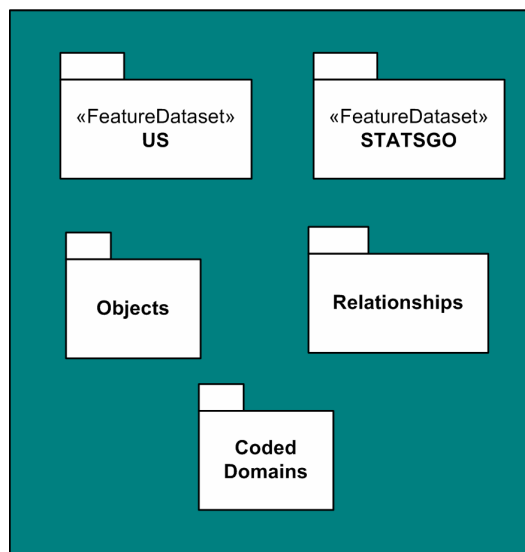 «FeatureDataset»
US
«FeatureDataset»
STATSGO
Objects
Relationships
Coded
Domains